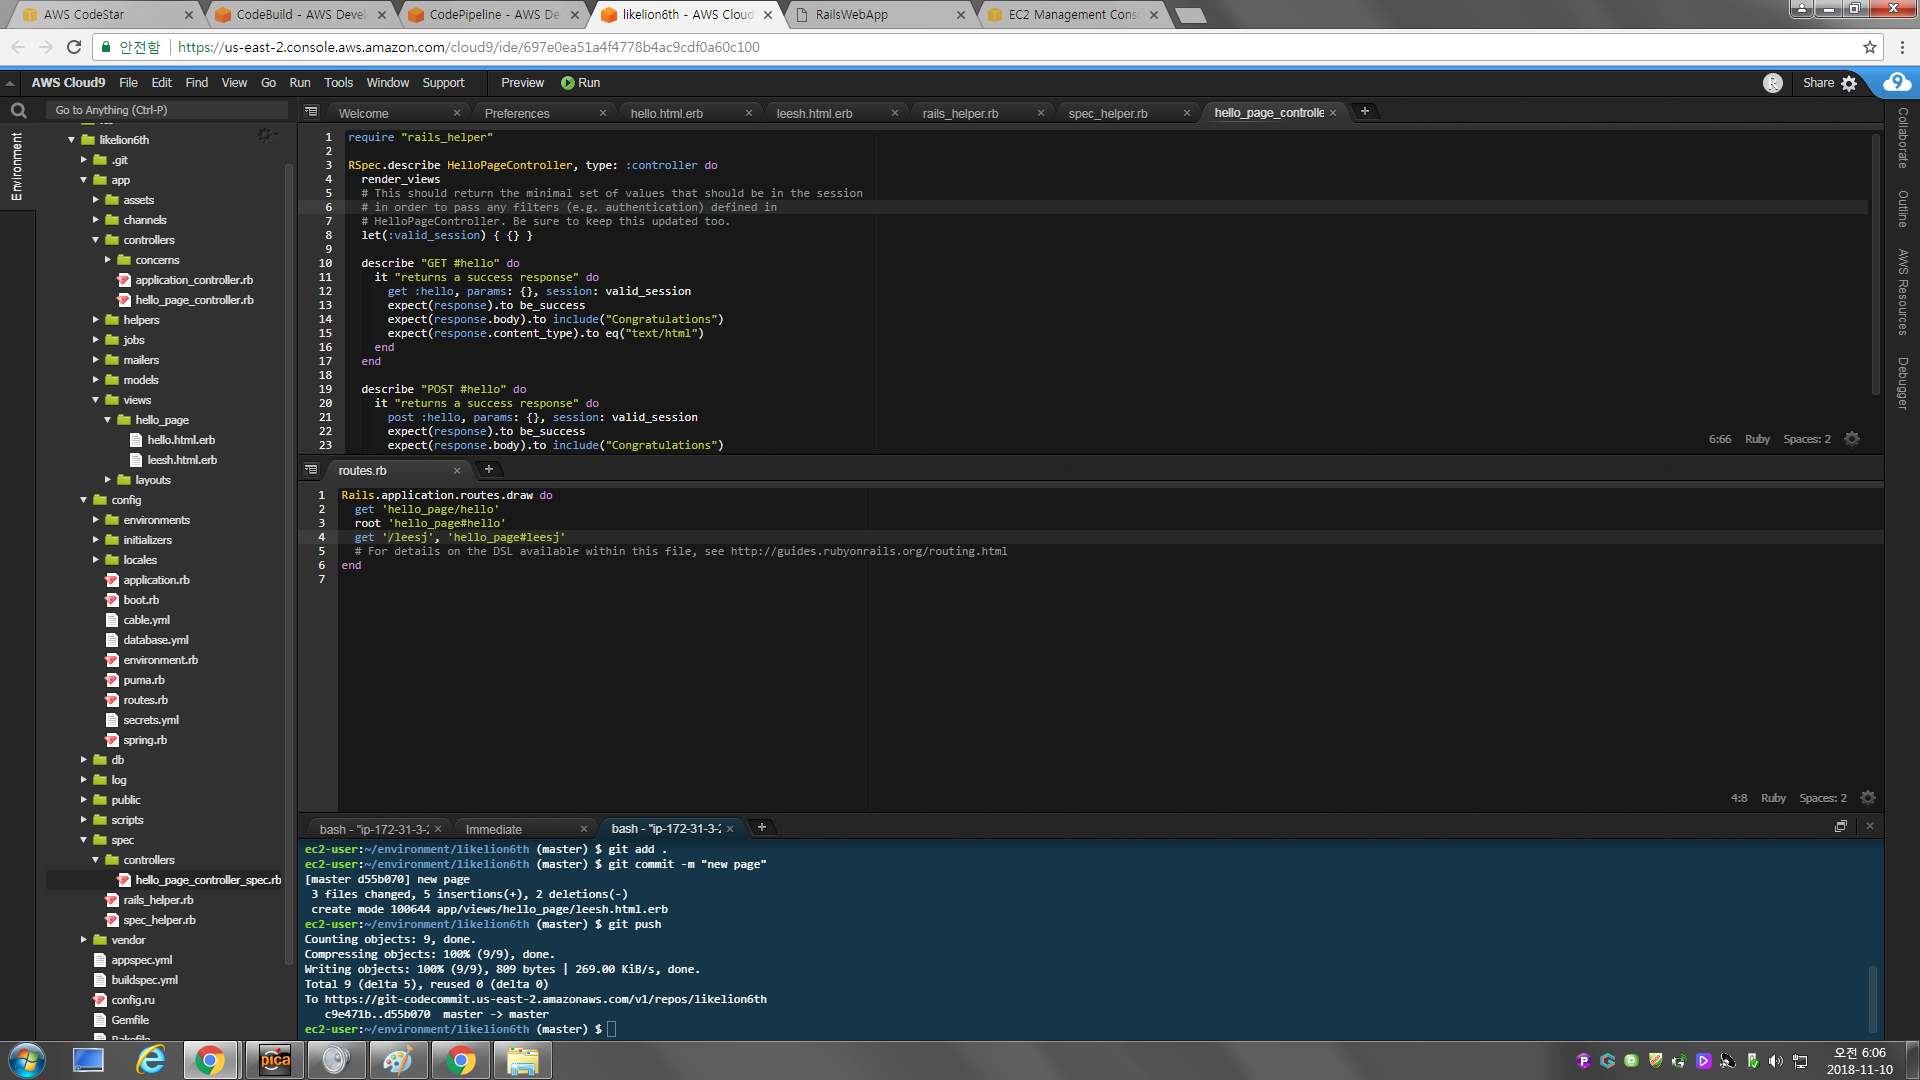 AWS CodeStar
CodeBuild - AWS Devel
CodePipeline - AWS De
likelion6th - AWS Cloud
RailsWebApp
EC2 Management Conso
안전함
https://us-east-2.console.aws.amazon.com/cloud9/ide/697e0ea51a4f4778b4ac9cdf0a60c100
AWS Cloud9 File Edit Find View Go Run Tools Window Support Preview Run
R Share 9
Go to Anything (Ctrl-P)
Environment
likelion6th
.git
app
assets
channels
controllers
concerns
application_controller.rb
hello_page_controller.rb
helpers
jobs
mailers
models
views
hello_page
hello.html.erb
leesh.html.erb
layouts
config
environments
initializers
locales
application.rb
boot.rb
cable.yml
database.yml
environment.rb
puma.rb
routes.rb
secrets.yml
spring.rb
db
log
public
scripts
spec
controllers
hello_page_controller_spec.rb
rails_helper.rb
spec_helper.rb
vendor
appspec.yml
buildspec.yml
config.ru
Gemfile
Rakefile
Welcome
Preferences
hello.html.erb
leesh.html.erb
rails_helper.rb
spec_helper.rb
hello_page_controlle
1 require "rails_helper"
2
3 RSpec.describe HelloPageController, type: :controller do
4 render_views
5 # This should return the minimal set of values that should be in the session
6 # in order to pass any filters (e.g. authentication) defined in
7 # HelloPageController. Be sure to keep this updated too.
8 let(:valid_session) { {} }
9
10 describe "GET #hello" do
11 it "returns a success response" do
12 get :hello, params: {}, session: valid_session
13 expect(response).to be_success
14 expect(response.body).to include("Congratulations")
15 expect(response.content_type).to eq("text/html")
16 end
17 end
18
19 describe "POST #hello" do
20 it "returns a success response" do
21 post :hello, params: {}, session: valid_session
22 expect(response).to be_success
23 expect(response.body).to include("Congratulations")
6:66 Ruby Spaces: 2
routes.rb
1 Rails.application.routes.draw do
2 get 'hello_page/hello'
3 root 'hello_page#hello'
4 get '/leesj', 'hello_page#leesj'
5 # For details on the DSL available within this file, see http://guides.rubyonrails.org/routing.html
6 end
7
4:8 Ruby Spaces: 2
bash - "ip-172-31-3-2
Immediate
bash - "ip-172-31-3-2
ec2-user:~/environment/likelion6th (master) $ git add .
ec2-user:~/environment/likelion6th (master) $ git commit -m "new page"
[master d55b070] new page
3 files changed, 5 insertions(+), 2 deletions(-)
create mode 100644 app/views/hello_page/leesh.html.erb
ec2-user:~/environment/likelion6th (master) $ git push
Counting objects: 9, done.
Compressing objects: 100% (9/9), done.
Writing objects: 100% (9/9), 809 bytes | 269.00 KiB/s, done.
Total 9 (delta 5), reused 0 (delta 0)
To https://git-codecommit.us-east-2.amazonaws.com/v1/repos/likelion6th
c9e471b..d55b070 master -> master
ec2-user:~/environment/likelion6th (master) $
Collaborate
Outline
AWS Resources
Debugger
pica
오전 6:06
2018-11-10